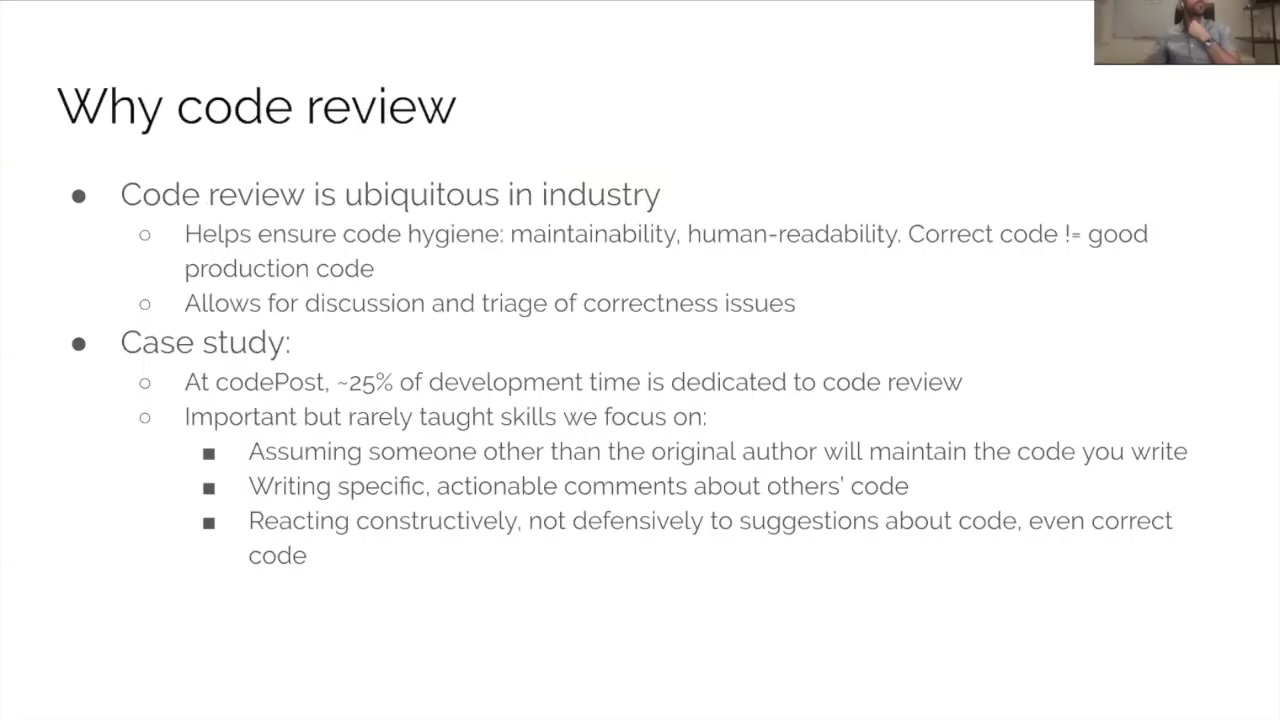 Why code review
● Code review is ubiquitous in industry
○ Helps ensure code hygiene: maintainability, human-readability. Correct code != good
production code
○ Allows for discussion and triage of correctness issues
● Case study:
○ At codePost, ~25% of development time is dedicated to code review
○ Important but rarely taught skills we focus on:
■ Assuming someone other than the original author will maintain the code you write
■ Writing specific, actionable comments about others’ code
■ Reacting constructively, not defensively to suggestions about code, even correct
code